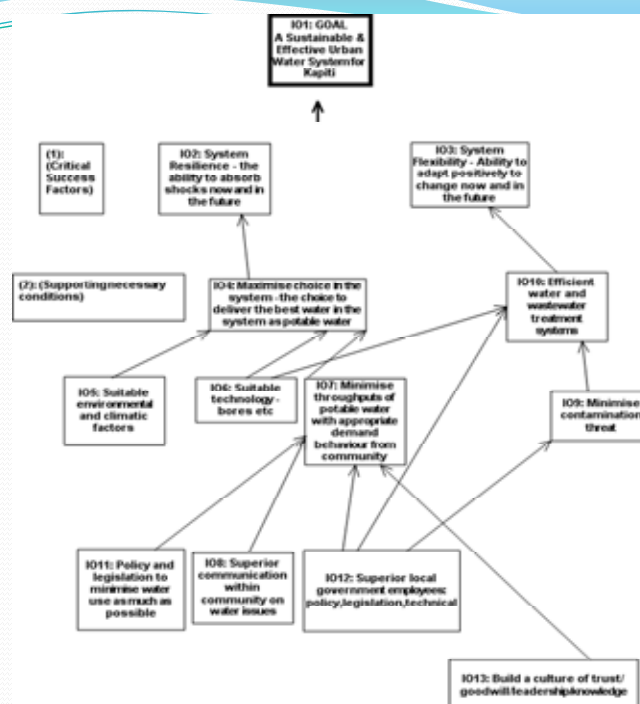 IO1: GOAL
A Sustainable &
Effective Urban
Water System for
Kapiti
(1):
(Critical
Success
Factors)
IO2: System
Resilience - the
ability to absorb
shocks now and in
the future
IO3: System
Flexibility - Ability to
adapt positively to
change now and in
the future
(2): (Supporting necessary
conditions)
IO4: Maximise choice in the
system - the choice to
deliver the best water in the
system as potable water
IO10: Efficient
water and
wastewater
treatment
systems
IO5: Suitable
environmental
and climatic
factors
IO6: Suitable
technology -
bores etc
IO7: Minimise
throughputs of
potable water
with appropriate
demand
behaviour from
community
IO9: Minimise
contamination
threat
IO11: Policy and
legislation to
minimise water
use as much as
possible
IO8: Superior
communication
within
community on
water issues
IO12: Superior local
government employees:
policy,legislation,technical
IO13: Build a culture of trust/
goodwill/leadership/knowledge